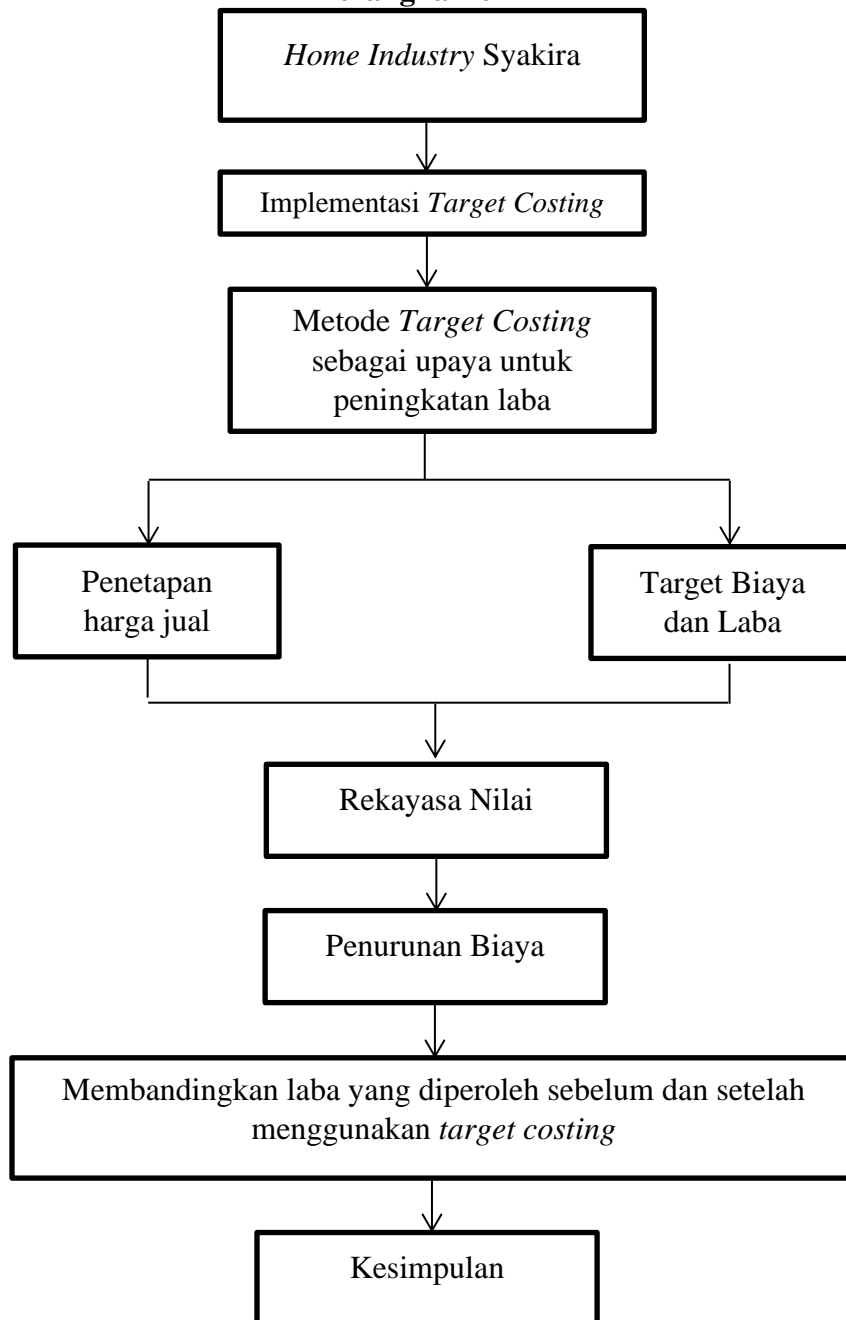 Home Industry Syakira
Implementasi Target Costing
Metode Target Costing
sebagai upaya untuk
peningkatan laba
Penetapan
harga jual
Target Biaya
dan Laba
Rekayasa Nilai
Penurunan Biaya
Membandingkan laba yang diperoleh sebelum dan setelah
menggunakan target costing
Kesimpulan